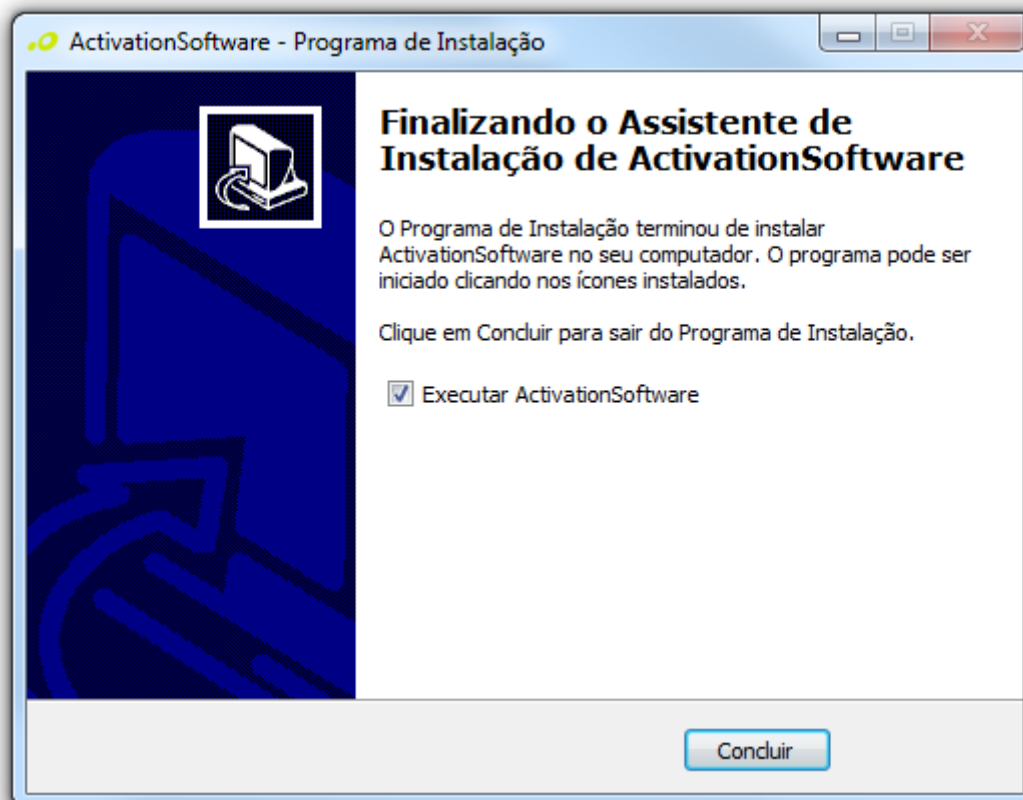 ActivationSoftware - Programa de Instalação
Finalizando o Assistente de
Instalação de ActivationSoftware
O Programa de Instalação terminou de instalar
ActivationSoftware no seu computador. O programa pode ser
iniciado clicando nos ícones instalados.
Clique em Concluir para sair do Programa de Instalação.
Executar ActivationSoftware
Concluir